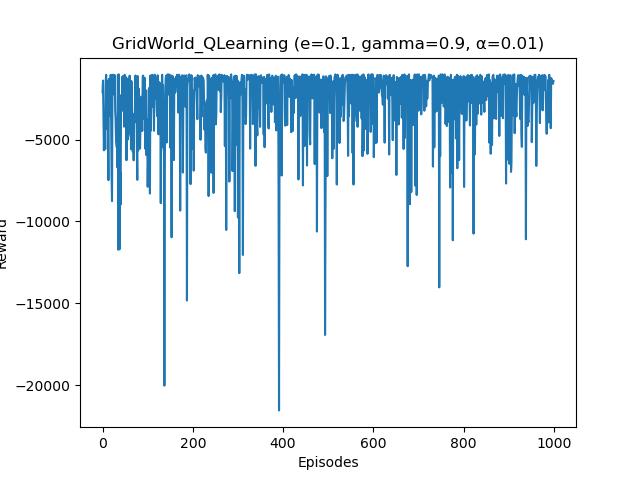 GridWorld_QLearning (e=0.1, gamma=0.9, α=0.01)
Reward
−5000
−10000
−15000
−20000
0 200 400 600 800 1000
Episodes